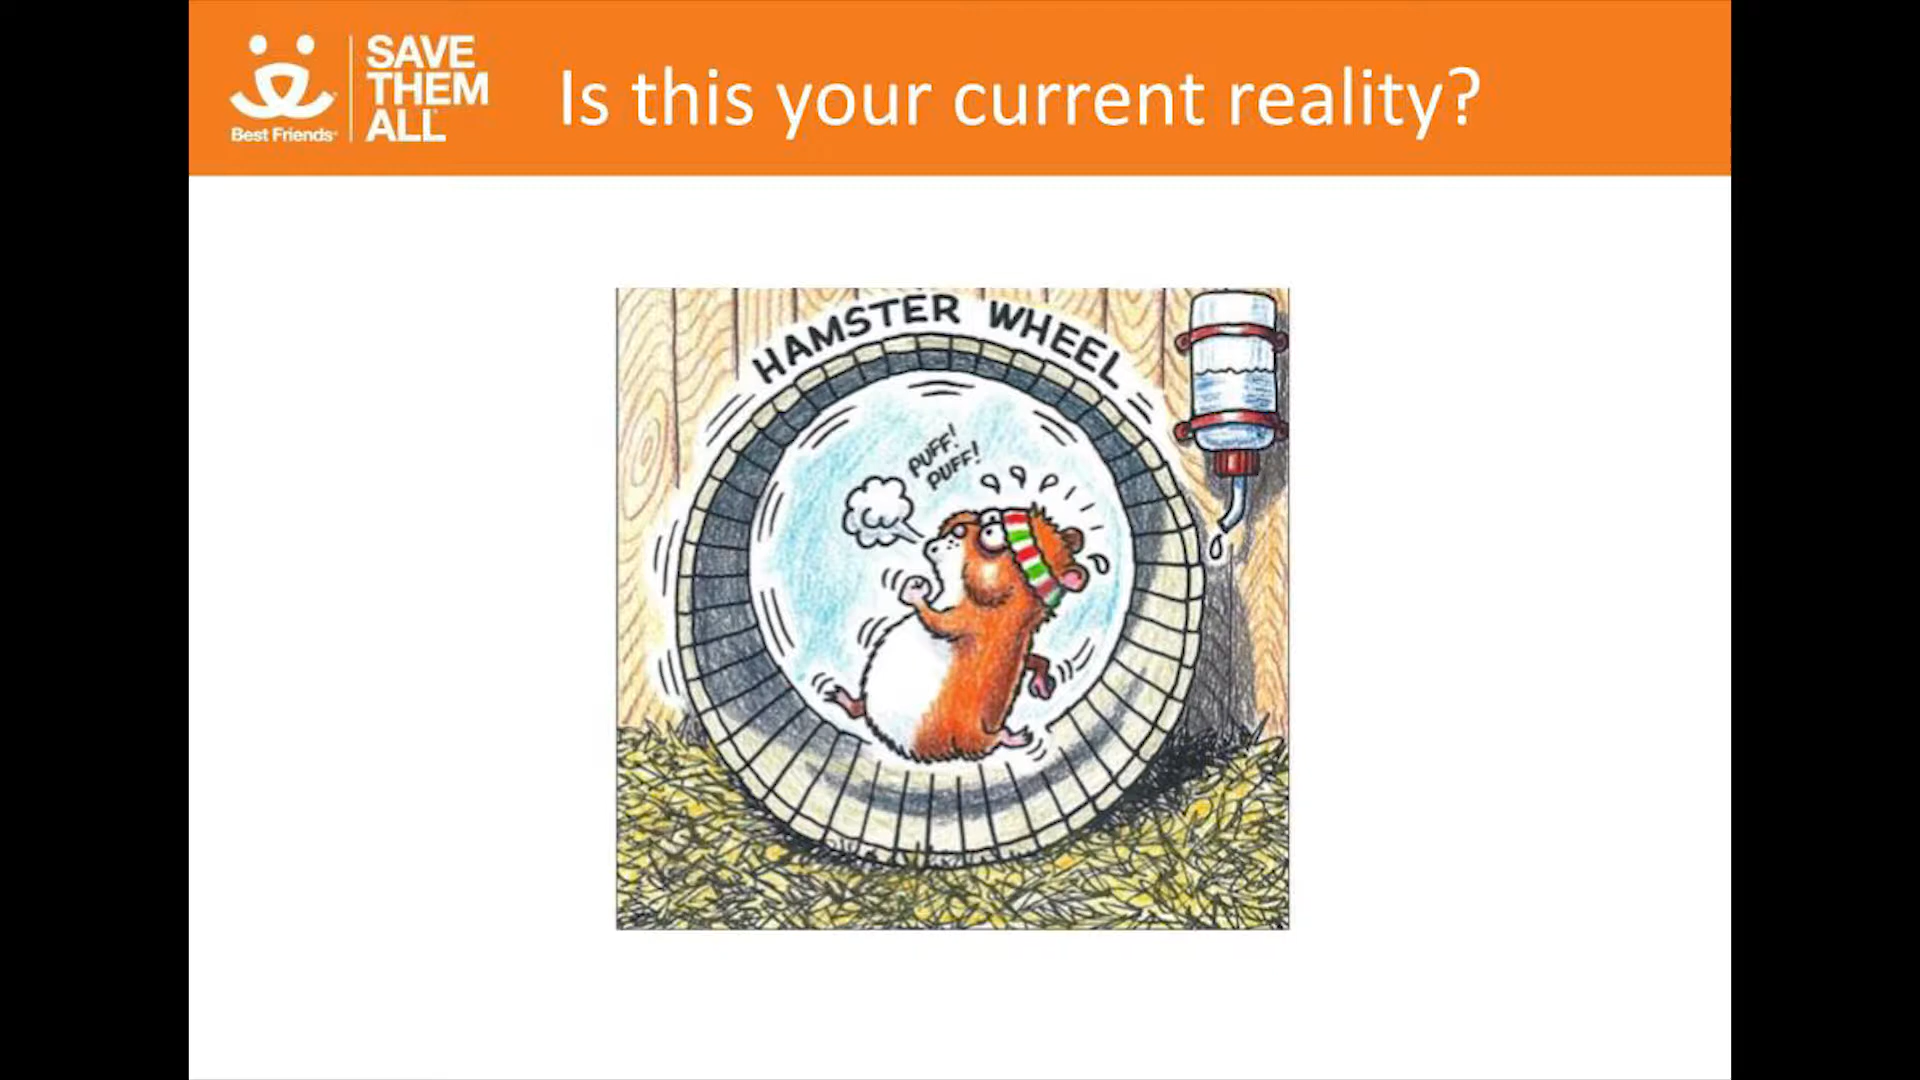 SAVE
THEM
ALL
Best Friends
Is this your current reality?
HAMSTER WHEEL
PUFF!
PUFF!